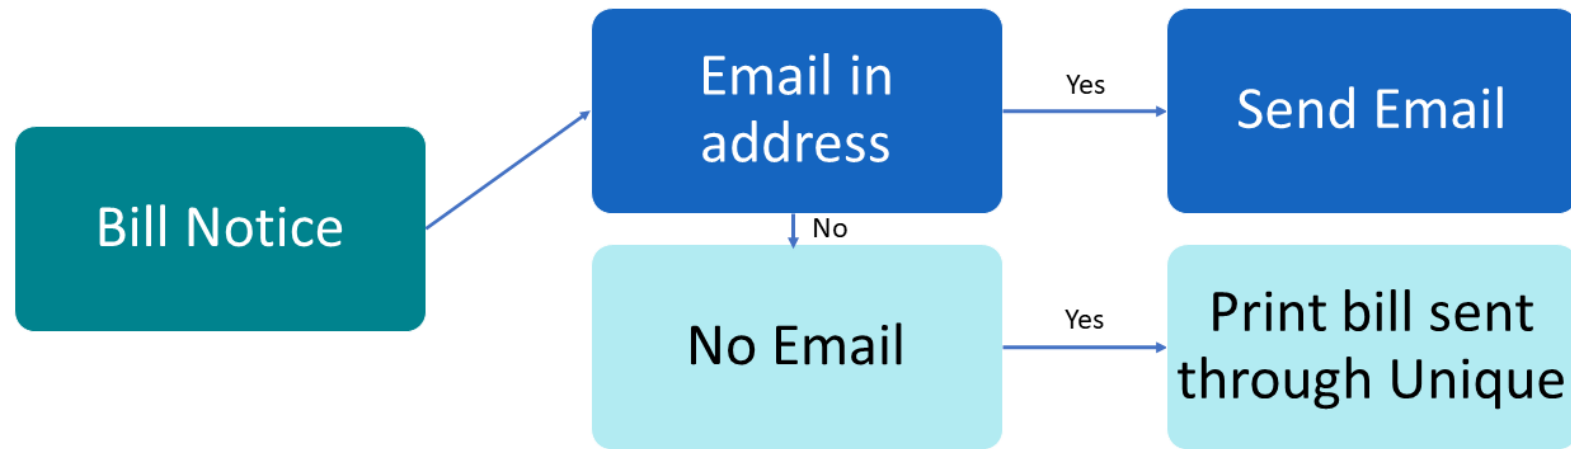 Bill Notice
Email in
address
Yes
Send Email
No
No Email
Yes
Print bill sent
through Unique